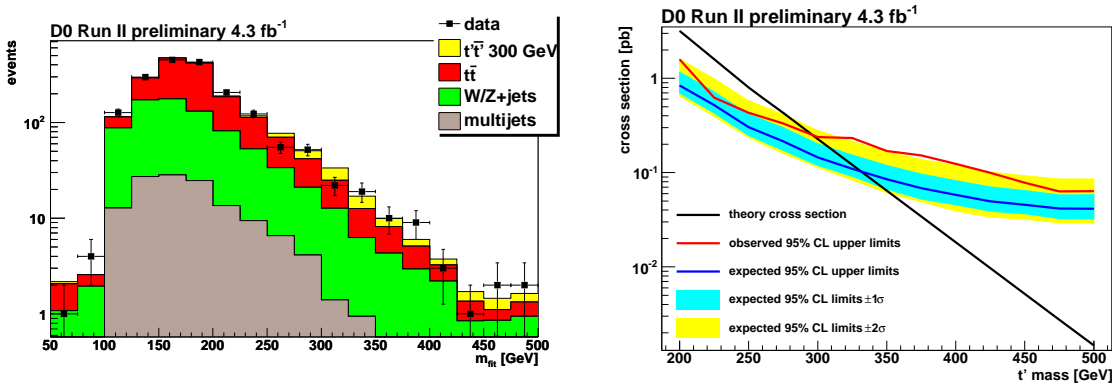 D0 Run II preliminary 4.3 fb⁻¹
events
data
t't̄' 300 GeV
tt̄
W/Z+jets
multijets
10²
10
1
50 100 150 200 250 300 350 400 450 500
m_fit [GeV]
D0 Run II preliminary 4.3 fb⁻¹
cross section [pb]
1
10⁻¹
10⁻²
theory cross section
observed 95% CL upper limits
expected 95% CL upper limits
expected 95% CL limits ±1σ
expected 95% CL limits ±2σ
200 250 300 350 400 450 500
t' mass [GeV]